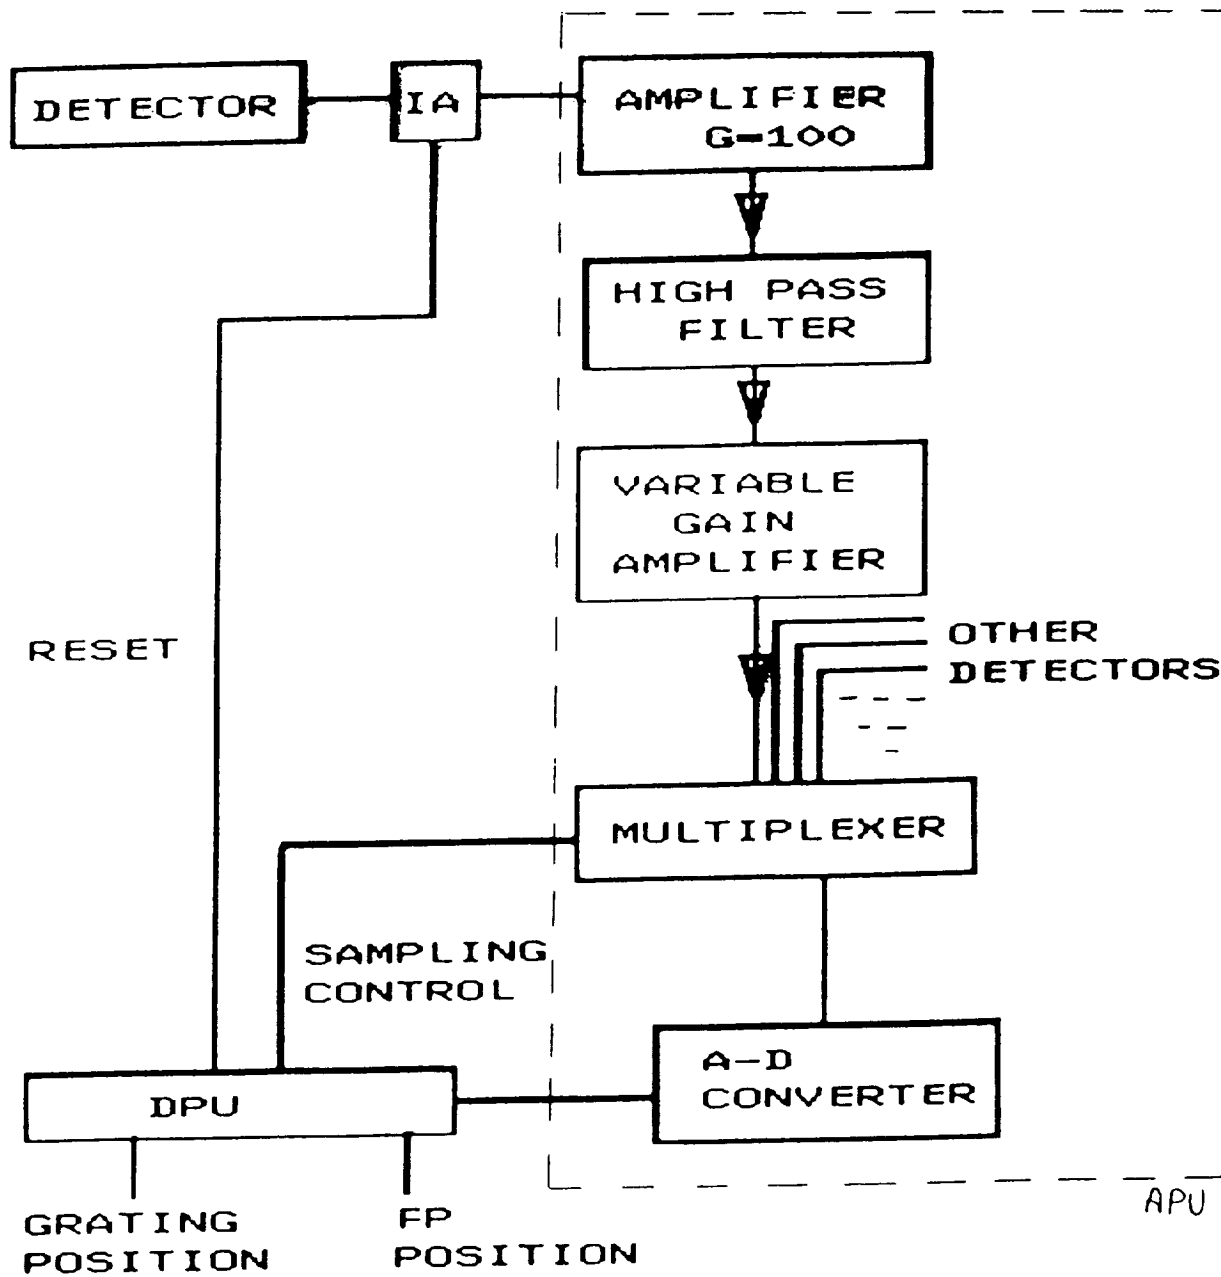 DETECTOR
IA
AMPLIFIER
G=100
HIGH PASS
FILTER
VARIABLE
GAIN
AMPLIFIER
RESET
OTHER
DETECTORS
MULTIPLEXER
SAMPLING
CONTROL
A-D
CONVERTER
DPU
APU
GRATING
POSITION
FP
POSITION